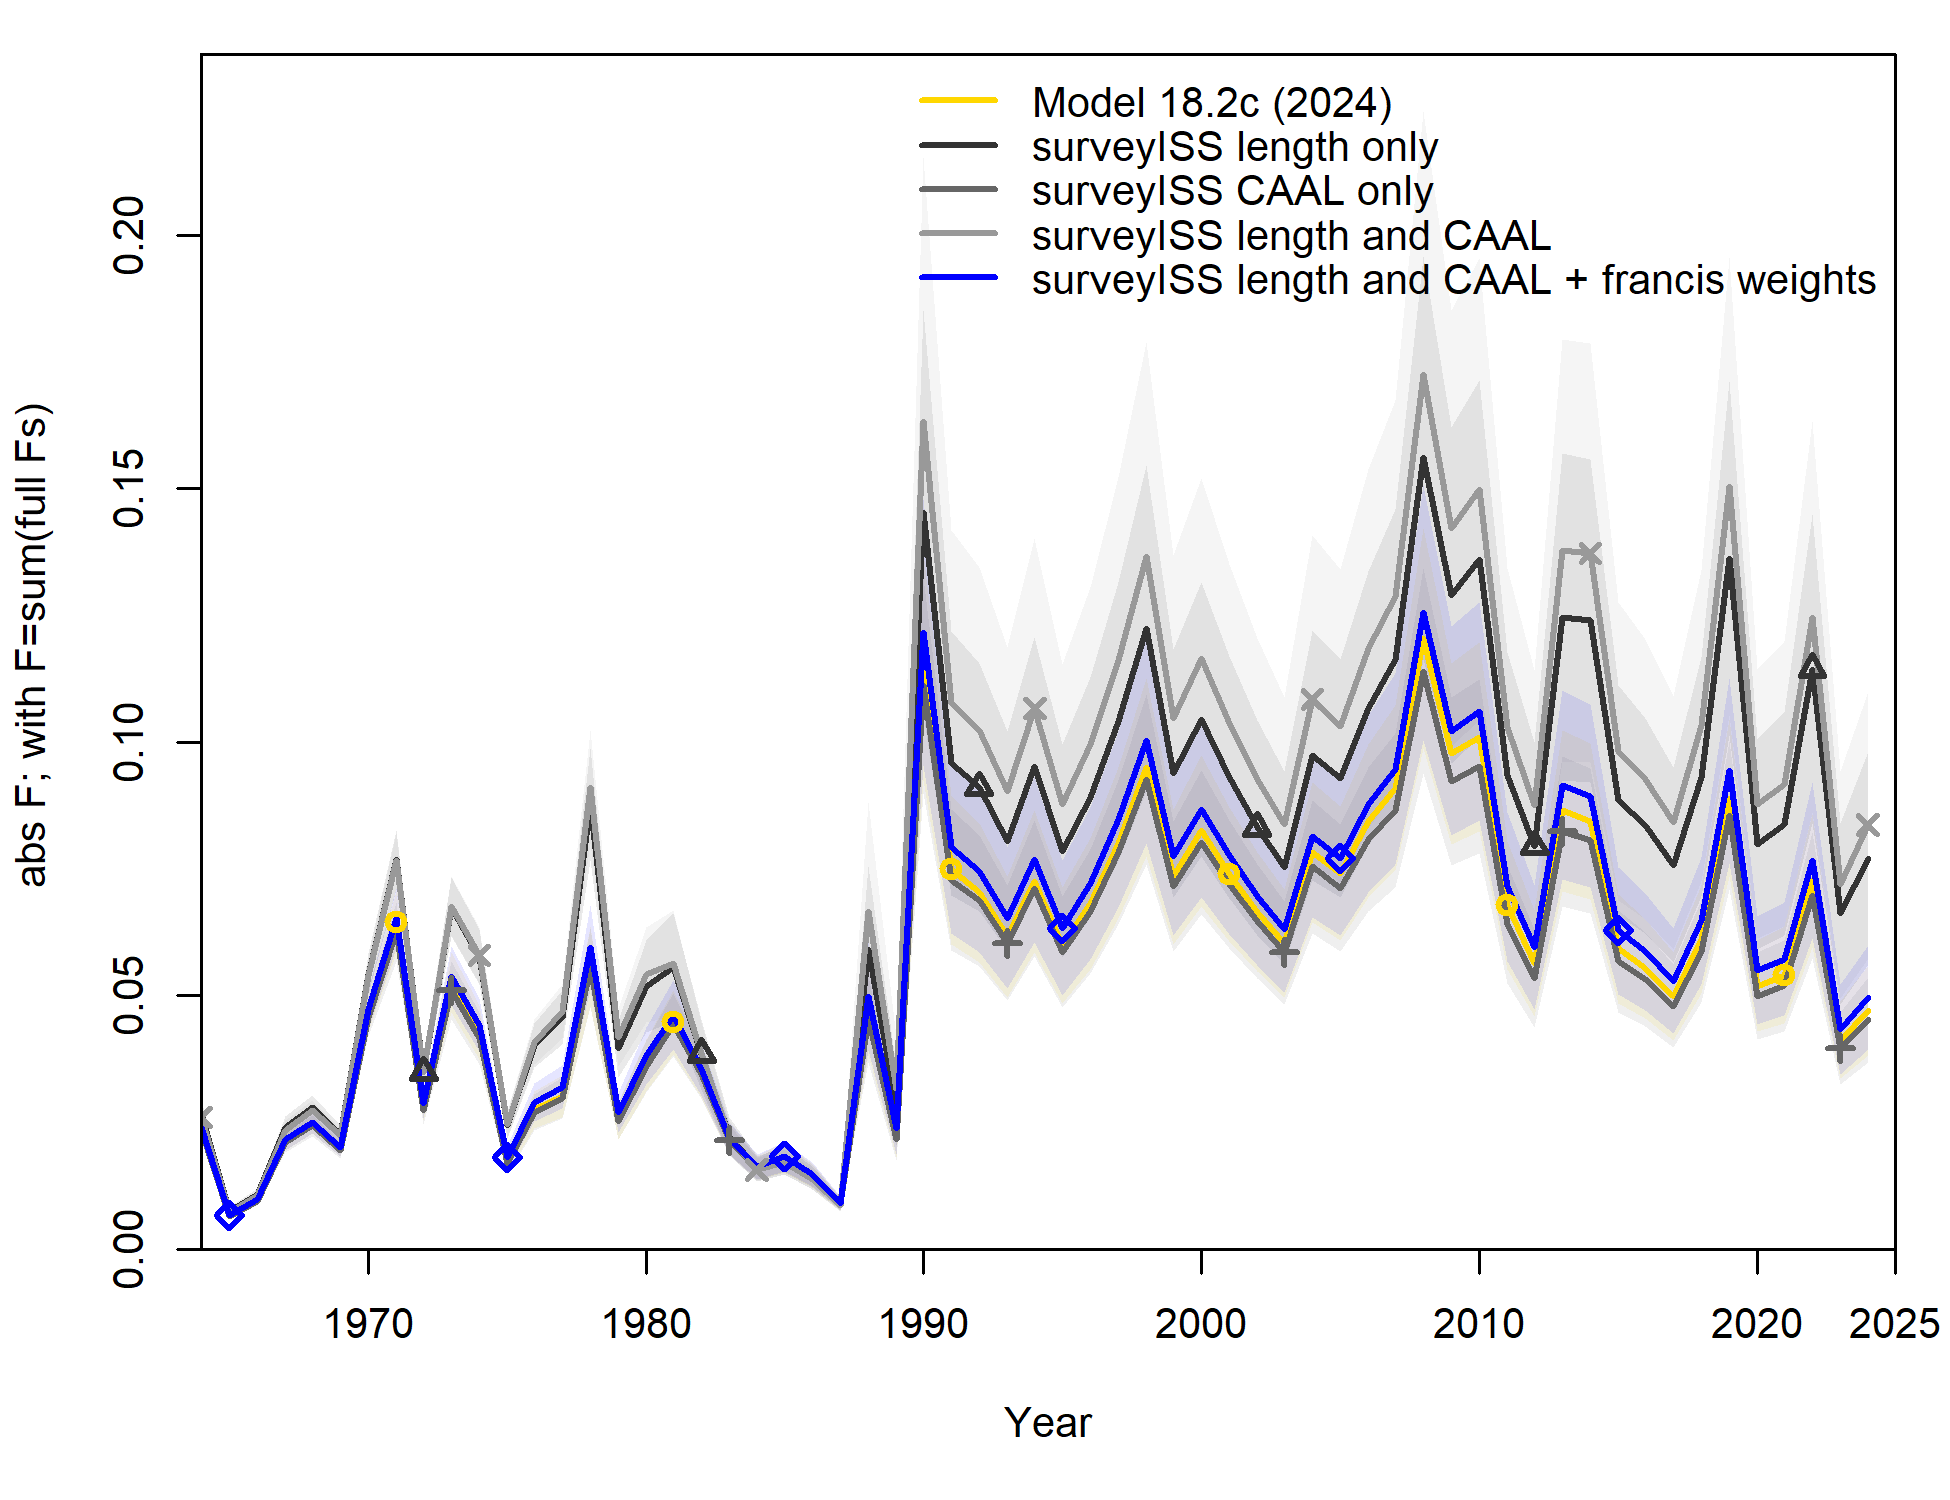 Model 18.2c (2024)
surveyISS length only
surveyISS CAAL only
surveyISS length and CAAL
surveyISS length and CAAL + francis weights
abs F; with F=sum(full Fs)
0.20
0.15
0.10
0.05
0.00
1970 1980 1990 2000 2010 2020 2025
Year